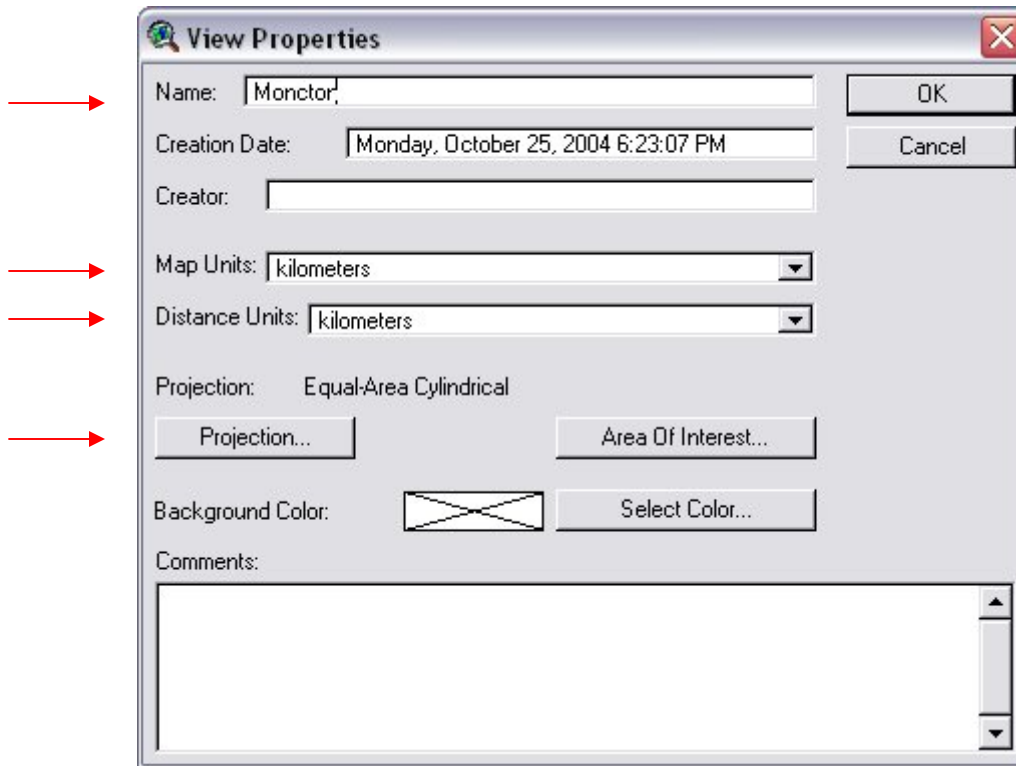 View Properties
Name: Moncton
OK
Creation Date: Monday, October 25, 2004 6:23:07 PM
Cancel
Creator:
Map Units: kilometers
Distance Units: kilometers
Projection: Equal-Area Cylindrical
Projection...
Area Of Interest...
Background Color:
Select Color...
Comments: